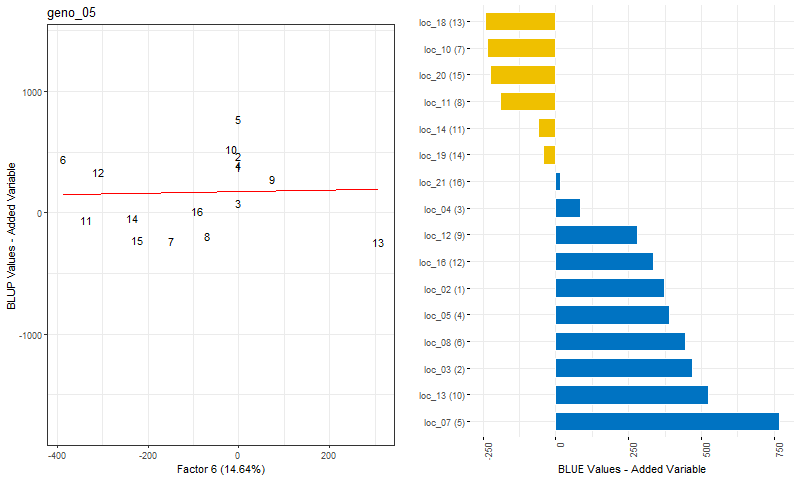 geno_05
BLUP Values - Added Variable
1000
0
-1000
5
10
2
4
6
12
9
3
16
11
14
15
7
8
13
-400
-200
0
200
Factor 6 (14.64%)
loc_18 (13)
loc_10 (7)
loc_20 (15)
loc_11 (8)
loc_14 (11)
loc_19 (14)
loc_21 (16)
loc_04 (3)
loc_12 (9)
loc_16 (12)
loc_02 (1)
loc_05 (4)
loc_08 (6)
loc_03 (2)
loc_13 (10)
loc_07 (5)
-250
0
250
500
750
BLUE Values - Added Variable